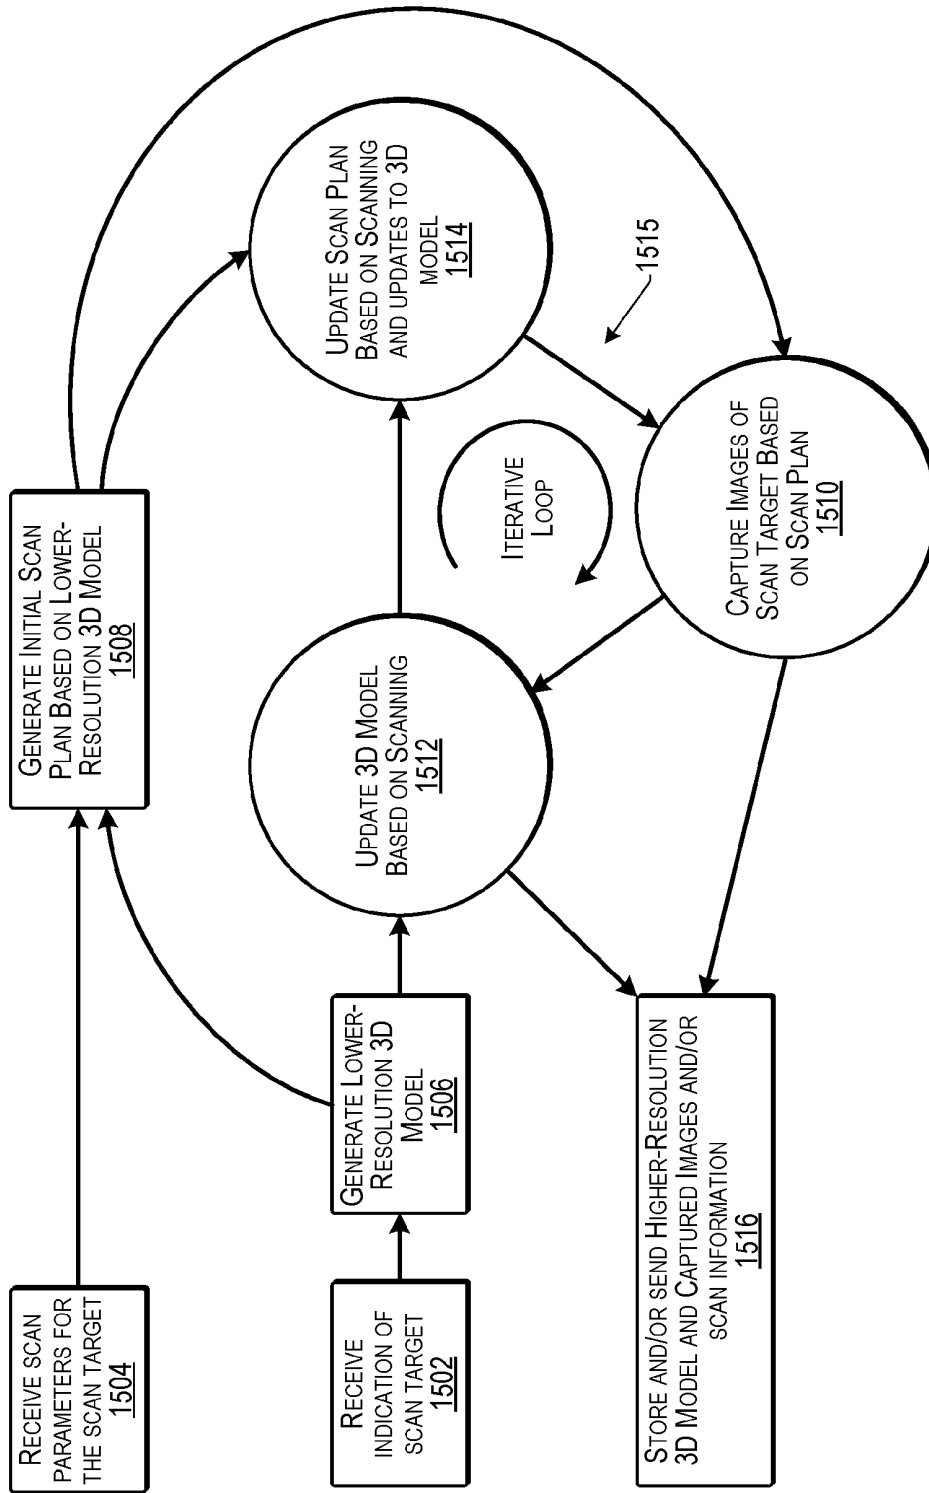 RECEIVE SCAN
PARAMETERS FOR
THE SCAN TARGET
1504
GENERATE INITIAL SCAN
PLAN BASED ON LOWER-
RESOLUTION 3D MODEL
1508
RECEIVE
INDICATION OF
SCAN TARGET
1502
GENERATE LOWER-
RESOLUTION 3D
MODEL
1506
UPDATE 3D MODEL
BASED ON SCANNING
1512
UPDATE SCAN PLAN
BASED ON SCANNING
AND UPDATES TO 3D
MODEL
1514
ITERATIVE
LOOP
1515
STORE AND/OR SEND HIGHER-RESOLUTION
3D MODEL AND CAPTURED IMAGES AND/OR
SCAN INFORMATION
1516
CAPTURE IMAGES OF
SCAN TARGET BASED
ON SCAN PLAN
1510